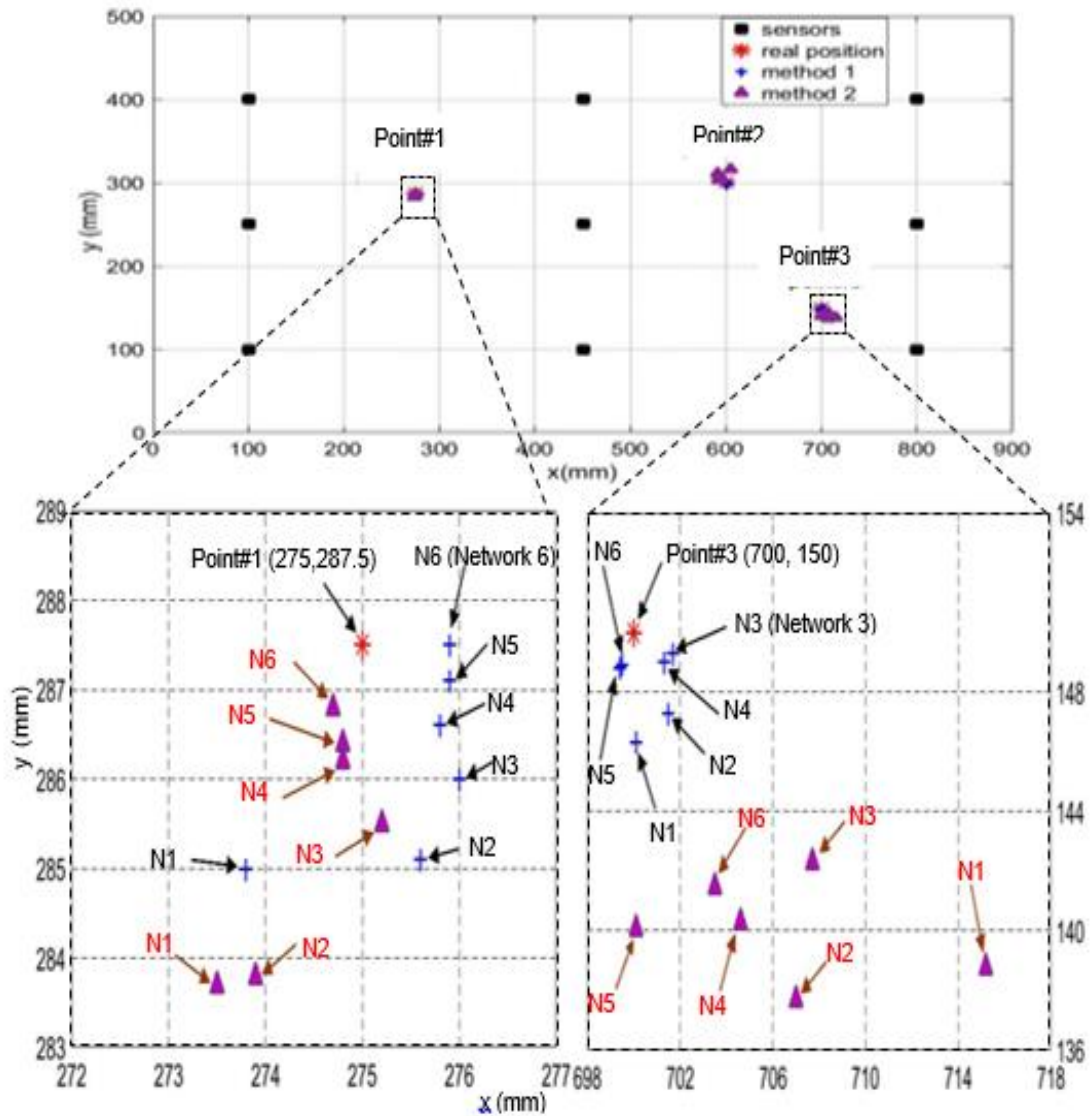 500
sensors
real position
method 1
method 2
400
Point#1
Point#2
300
Point#3
200
100
0
0 100 200 300 400 500 600 700 800 900
x(mm)
y (mm)
289
288
287
286
285
284
283
272 273 274 275 276 277
y (mm)
x (mm)
Point#1 (275,287.5)
N6 (Network 6)
N5
N6
N5
N4
N4
N3
N3
N1
N2
N1
N2
154
148
144
140
136
698 702 706 710 714 718
N6
Point#3 (700, 150)
N3 (Network 3)
N4
N5
N2
N1
N6
N3
N1
N5
N4
N2